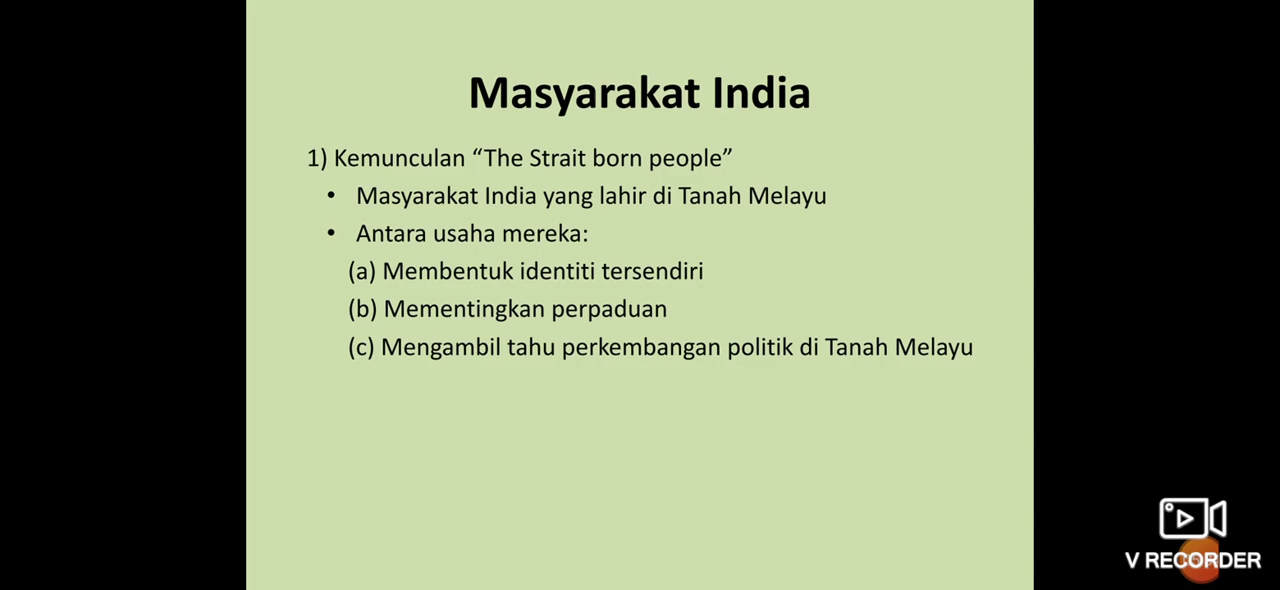 Masyarakat India
1) Kemunculan “The Strait born people”
• Masyarakat India yang lahir di Tanah Melayu
• Antara usaha mereka:
(a) Membentuk identiti tersendiri
(b) Mementingkan perpaduan
(c) Mengambil tahu perkembangan politik di Tanah Melayu
V RECORDER